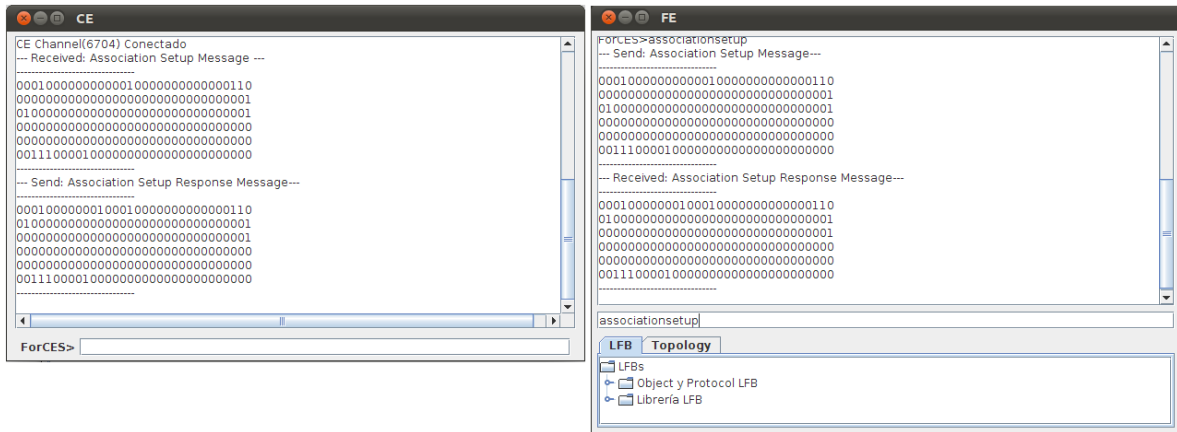 CE
CE Channel(6704) Conectado
--- Received: Association Setup Message ---
--------------------------------
00010000000000010000000000000110
00000000000000000000000000000001
01000000000000000000000000000001
00000000000000000000000000000000
00000000000000000000000000000000
00111000010000000000000000000000
--------------------------------
--- Send: Association Setup Response Message---
--------------------------------
00010000000100010000000000000110
01000000000000000000000000000001
00000000000000000000000000000001
00000000000000000000000000000000
00000000000000000000000000000000
00111000010000000000000000000000
--------------------------------
ForCES>
FE
ForCES>associationsetup
--- Send: Association Setup Message---
--------------------------------
00010000000000010000000000000110
00000000000000000000000000000001
01000000000000000000000000000001
00000000000000000000000000000000
00000000000000000000000000000000
00111000010000000000000000000000
--------------------------------
--- Received: Association Setup Response Message---
--------------------------------
00010000000100010000000000000110
01000000000000000000000000000001
00000000000000000000000000000001
00000000000000000000000000000000
00000000000000000000000000000000
00111000010000000000000000000000
--------------------------------
associationsetup
LFB Topology
LFBs
Object y Protocol LFB
Librería LFB